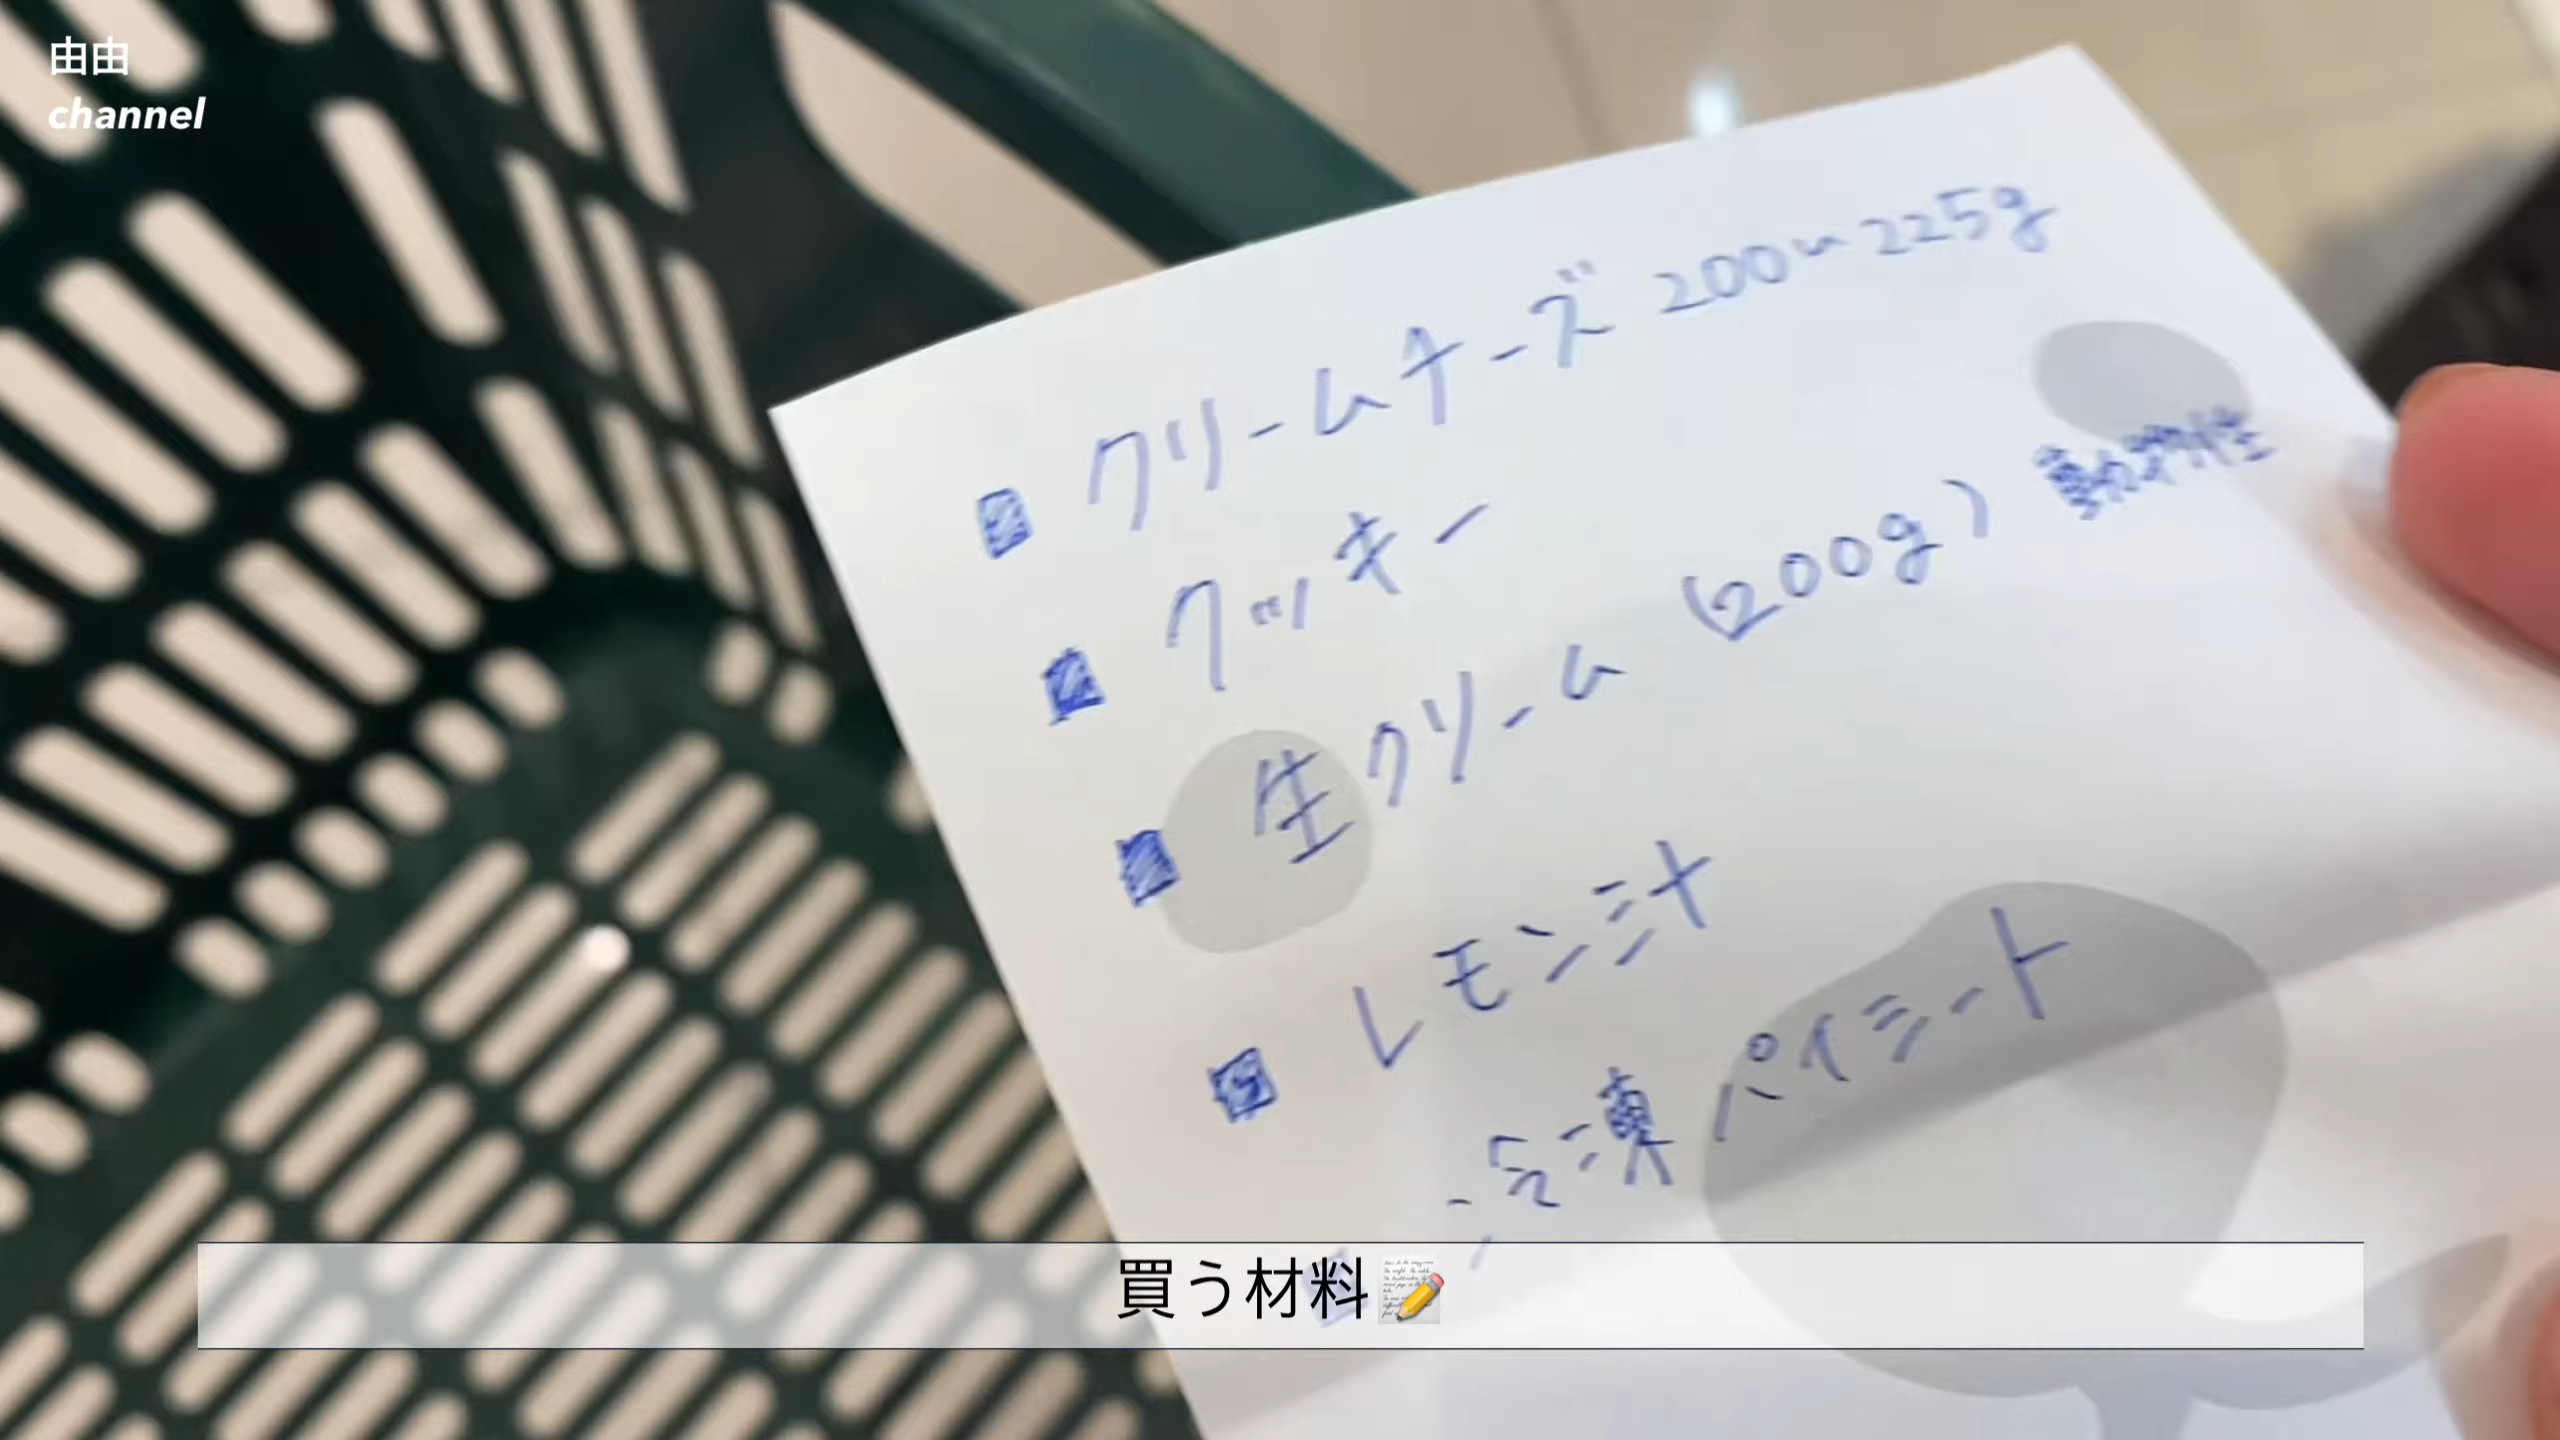 由由
channel
クリームチーズ 200〜225g
クッキー
生クリーム (200g) 動物性
レモン汁
冷凍パイシート
買う材料📝